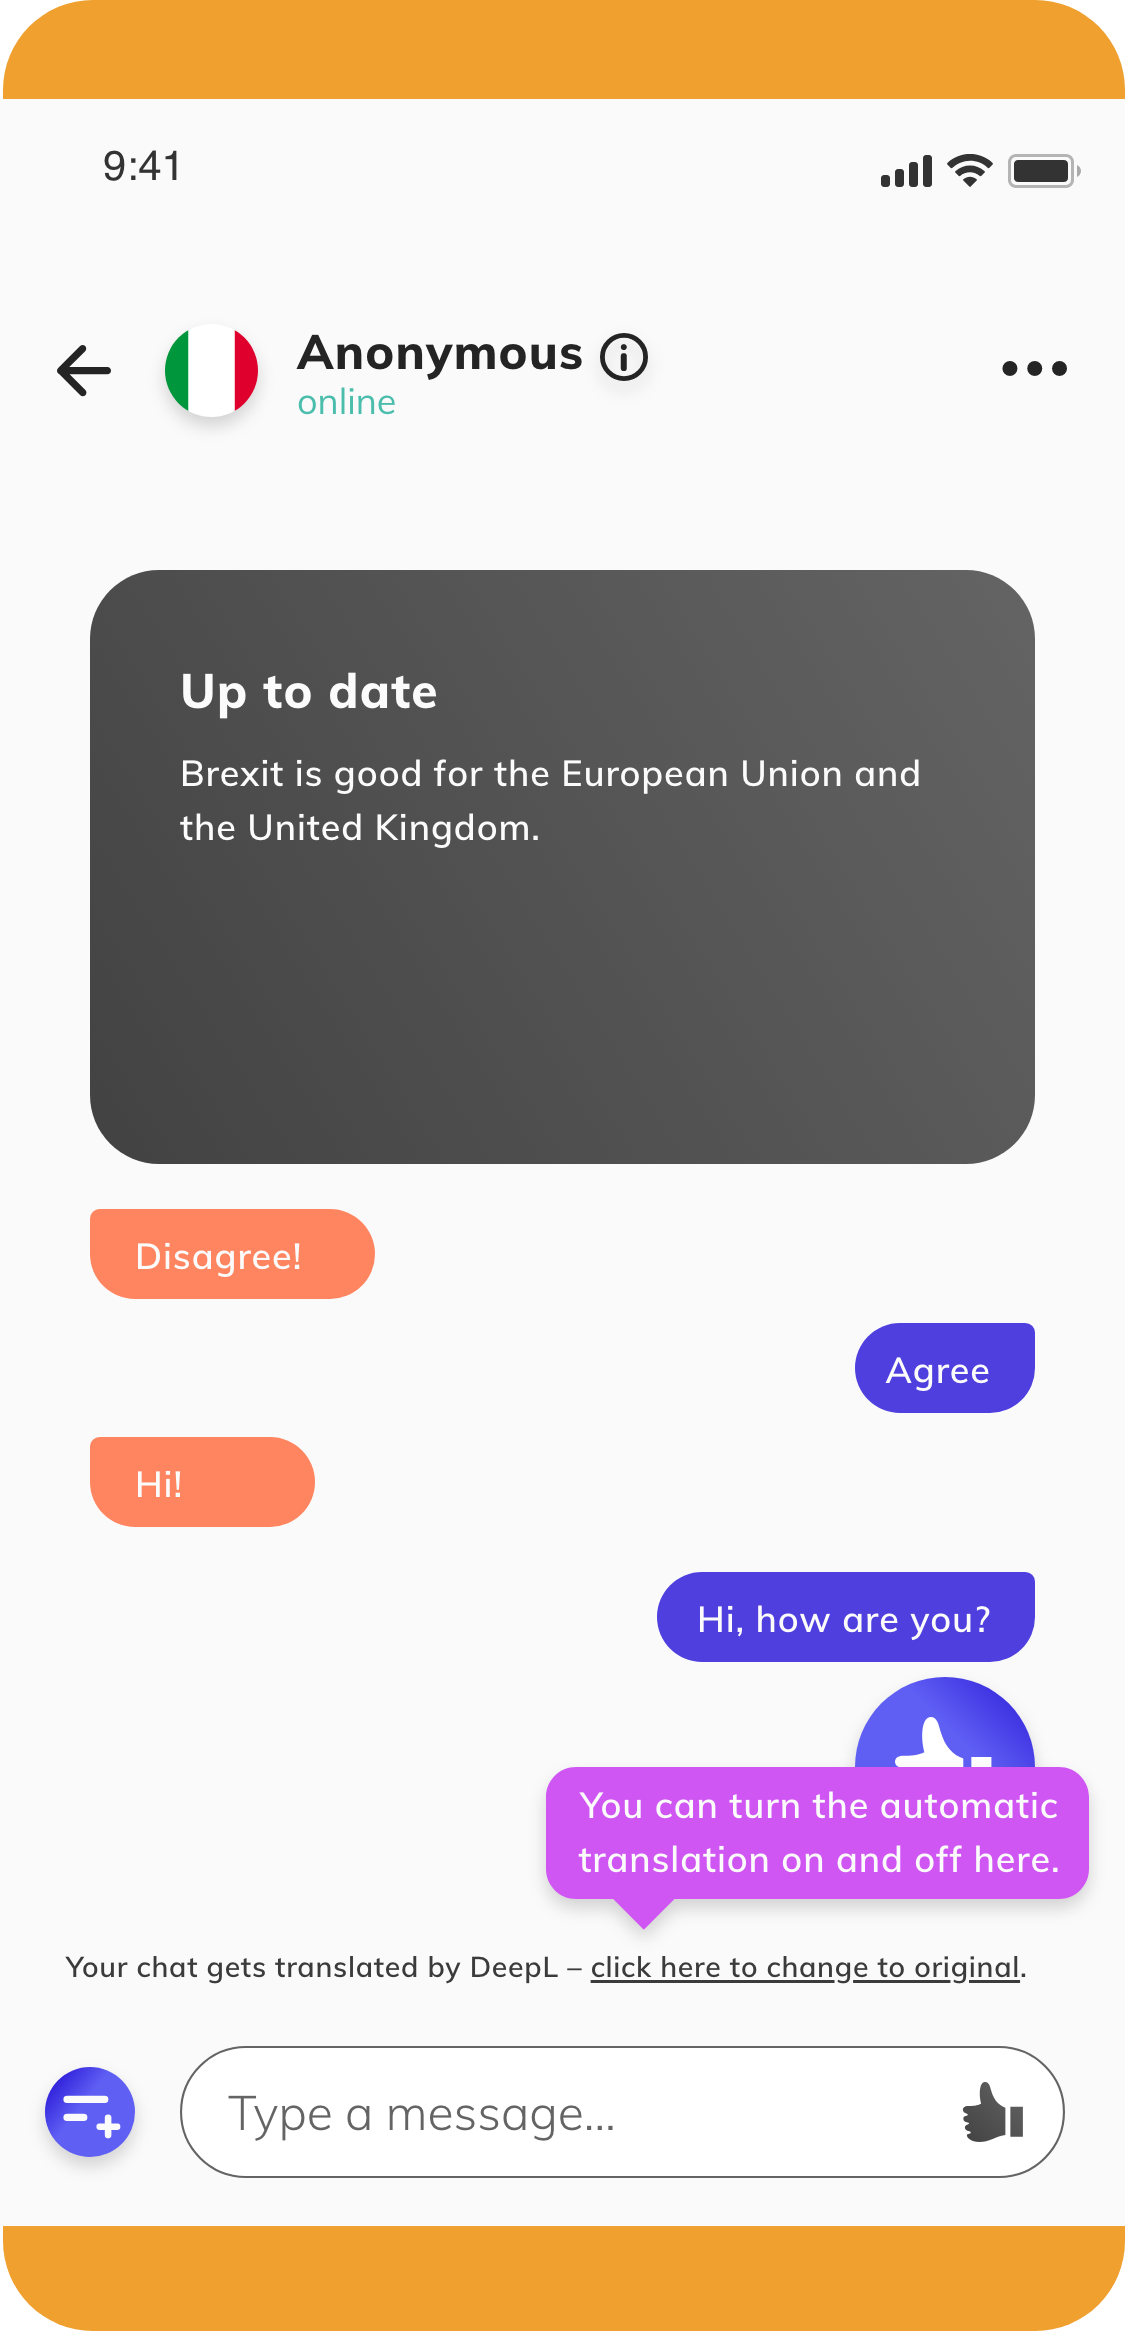 9:41
Anonymous
online
Up to date
Brexit is good for the European Union and
the United Kingdom.
Disagree!
Agree
Hi!
Hi, how are you?
You can turn the automatic
translation on and off here.
Your chat gets translated by DeepL – click here to change to original.
Type a message...